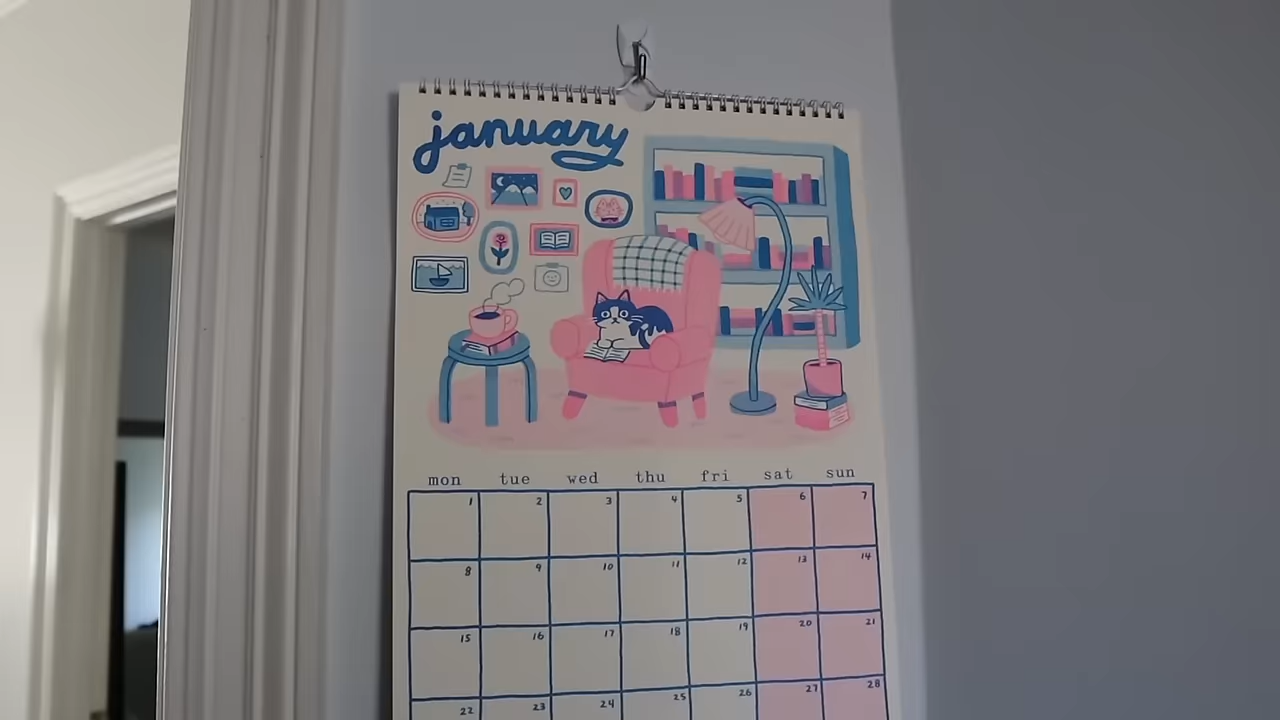 january
mon tue wed thu fri sat sun
1 2 3 4 5 6 7
8 9 10 11 12 13 14
15 16 17 18 19 20 21
22 23 24 25 26 27 28